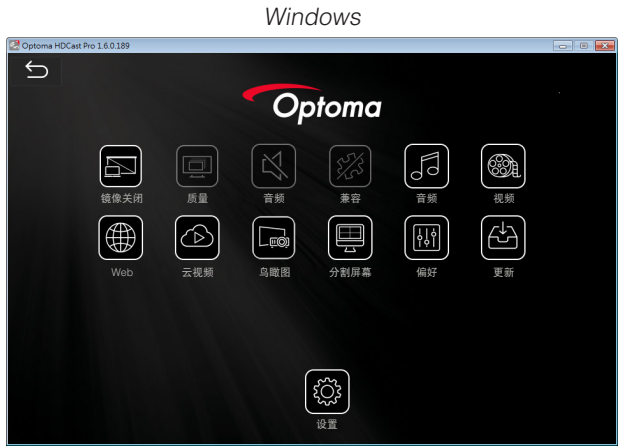 Windows
Optoma HDCast Pro 1.6.0.189
Optoma
镜像关闭 质量 音频 兼容 音频 视频
Web 云视频 鸟瞰图 分割屏幕 偏好 更新
设置